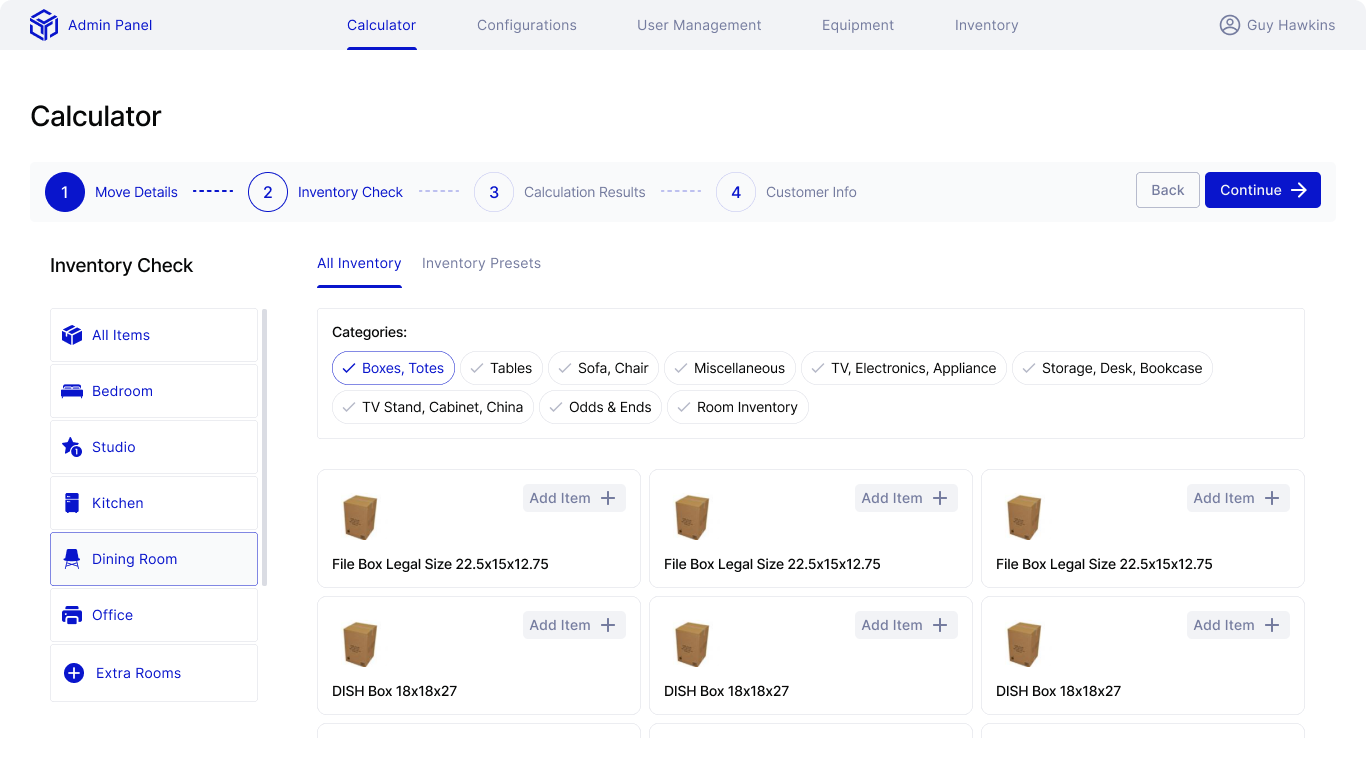 Admin Panel
Calculator
Configurations
User Management
Equipment
Inventory
Guy Hawkins
Calculator
1 Move Details
2 Inventory Check
3 Calculation Results
4 Customer Info
Back
Continue
Inventory Check
All Items
Bedroom
Studio
Kitchen
Dining Room
Office
Extra Rooms
All Inventory
Inventory Presets
Categories:
Boxes, Totes
Tables
Sofa, Chair
Miscellaneous
TV, Electronics, Appliance
Storage, Desk, Bookcase
TV Stand, Cabinet, China
Odds & Ends
Room Inventory
Add Item
File Box Legal Size 22.5x15x12.75
Add Item
File Box Legal Size 22.5x15x12.75
Add Item
File Box Legal Size 22.5x15x12.75
Add Item
DISH Box 18x18x27
Add Item
DISH Box 18x18x27
Add Item
DISH Box 18x18x27